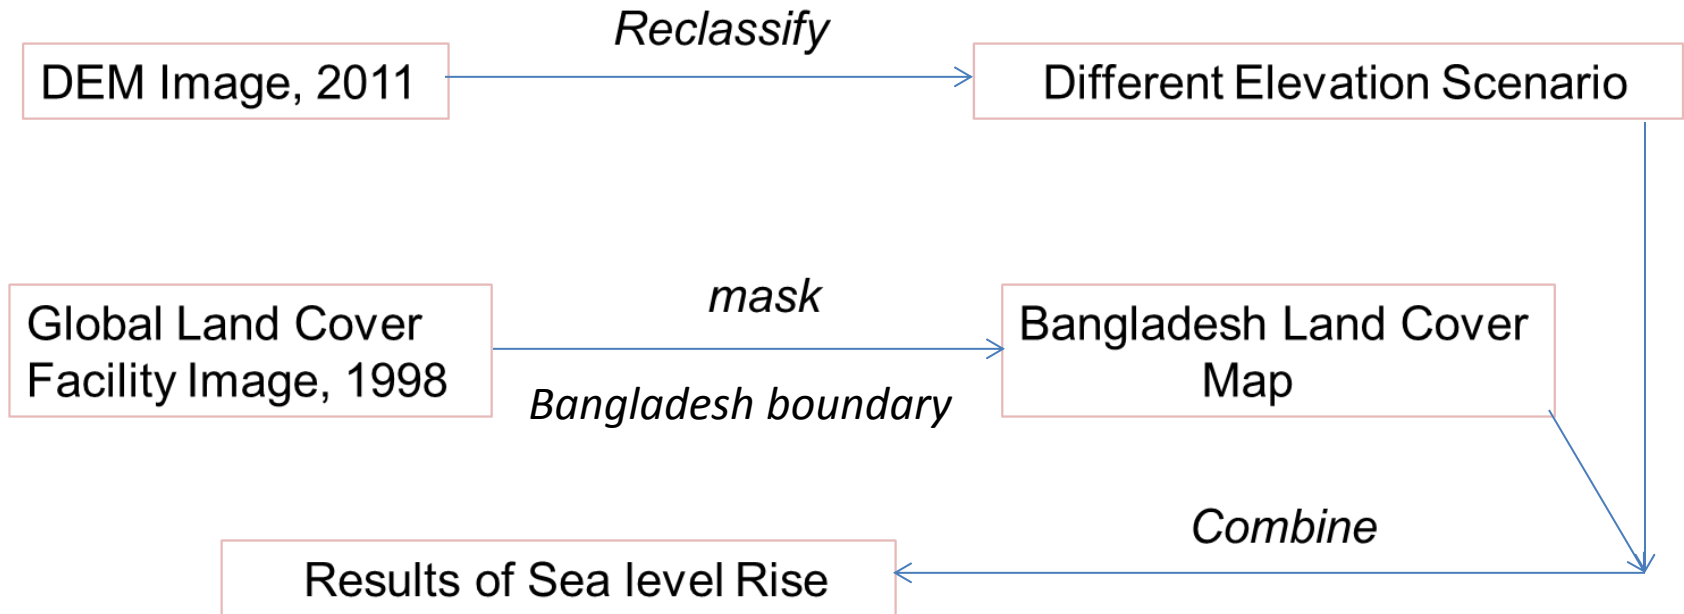 Reclassify
DEM Image, 2011
Different Elevation Scenario
mask
Global Land Cover
Facility Image, 1998
Bangladesh boundary
Bangladesh Land Cover
Map
Combine
Results of Sea level Rise